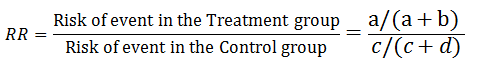 RR = Risk of event in the Treatment group / Risk of event in the Control group = a/(a + b) / c/(c + d)